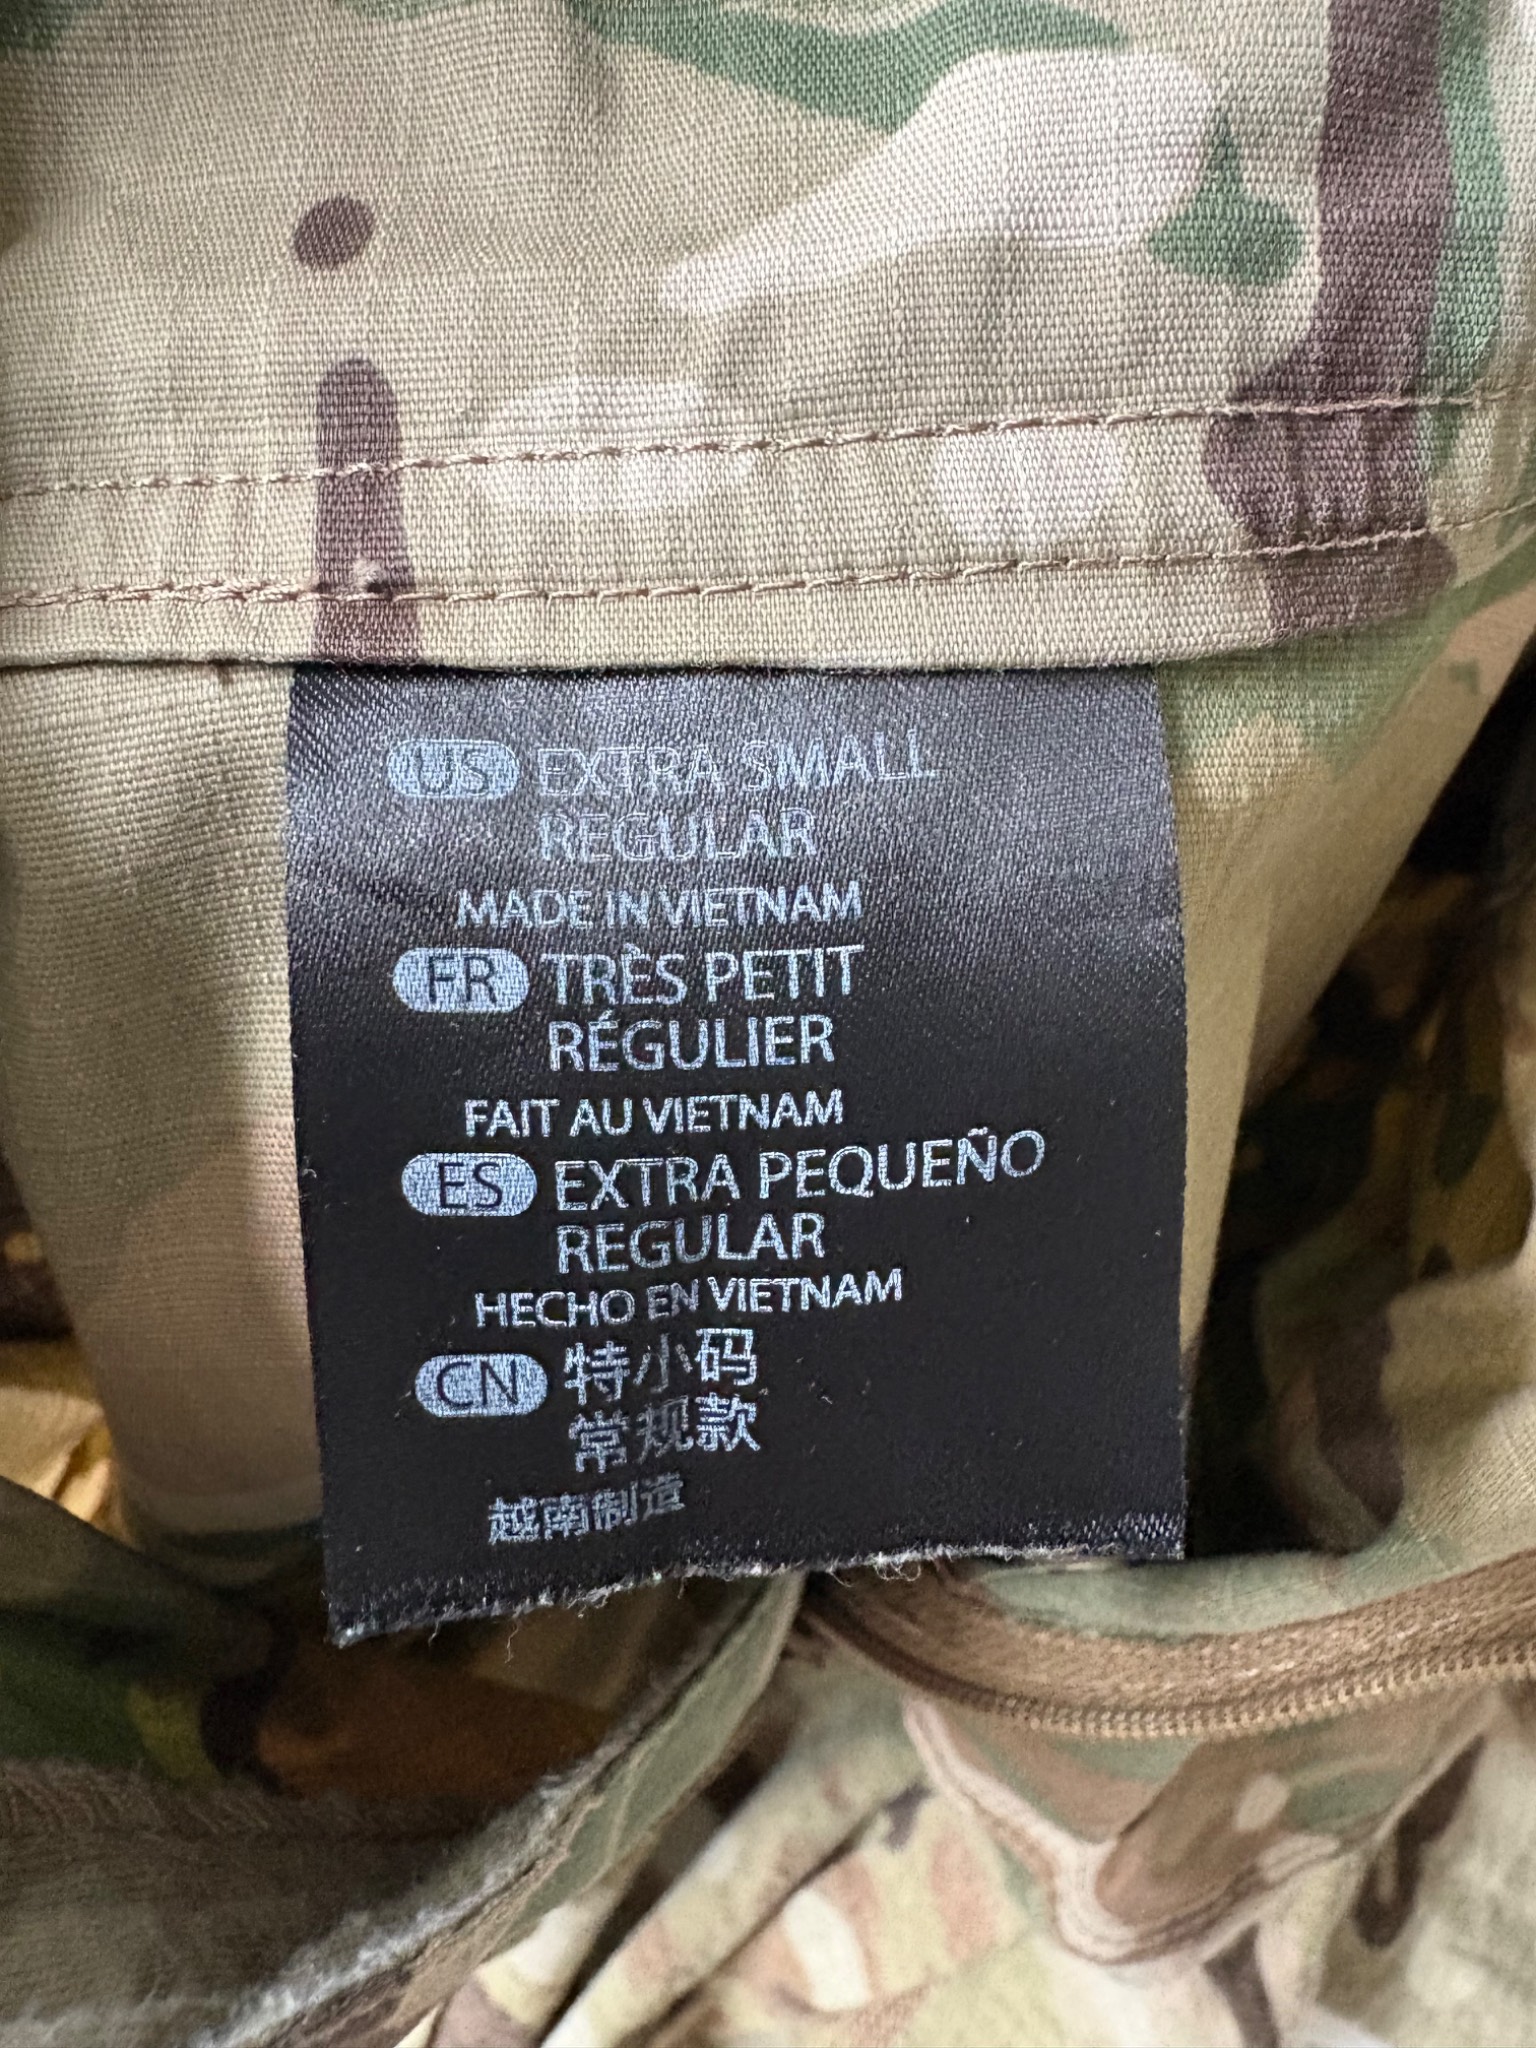 US EXTRA SMALL
REGULAR
MADE IN VIETNAM
FR TRÈS PETIT
RÉGULIER
FAIT AU VIETNAM
ES EXTRA PEQUEÑO
REGULAR
HECHO EN VIETNAM
CN 特小码
常规款
越南制造